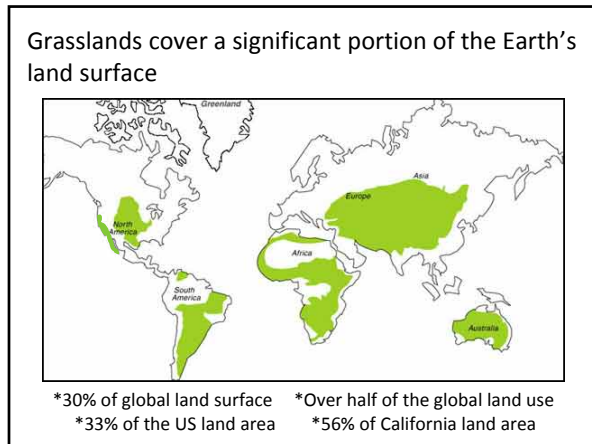 Grasslands cover a significant portion of the Earth's
land surface
Greenland
Asia
Europe
North
America
Africa
South
America
Australia
*30% of global land surface *Over half of the global land use
*33% of the US land area *56% of California land area